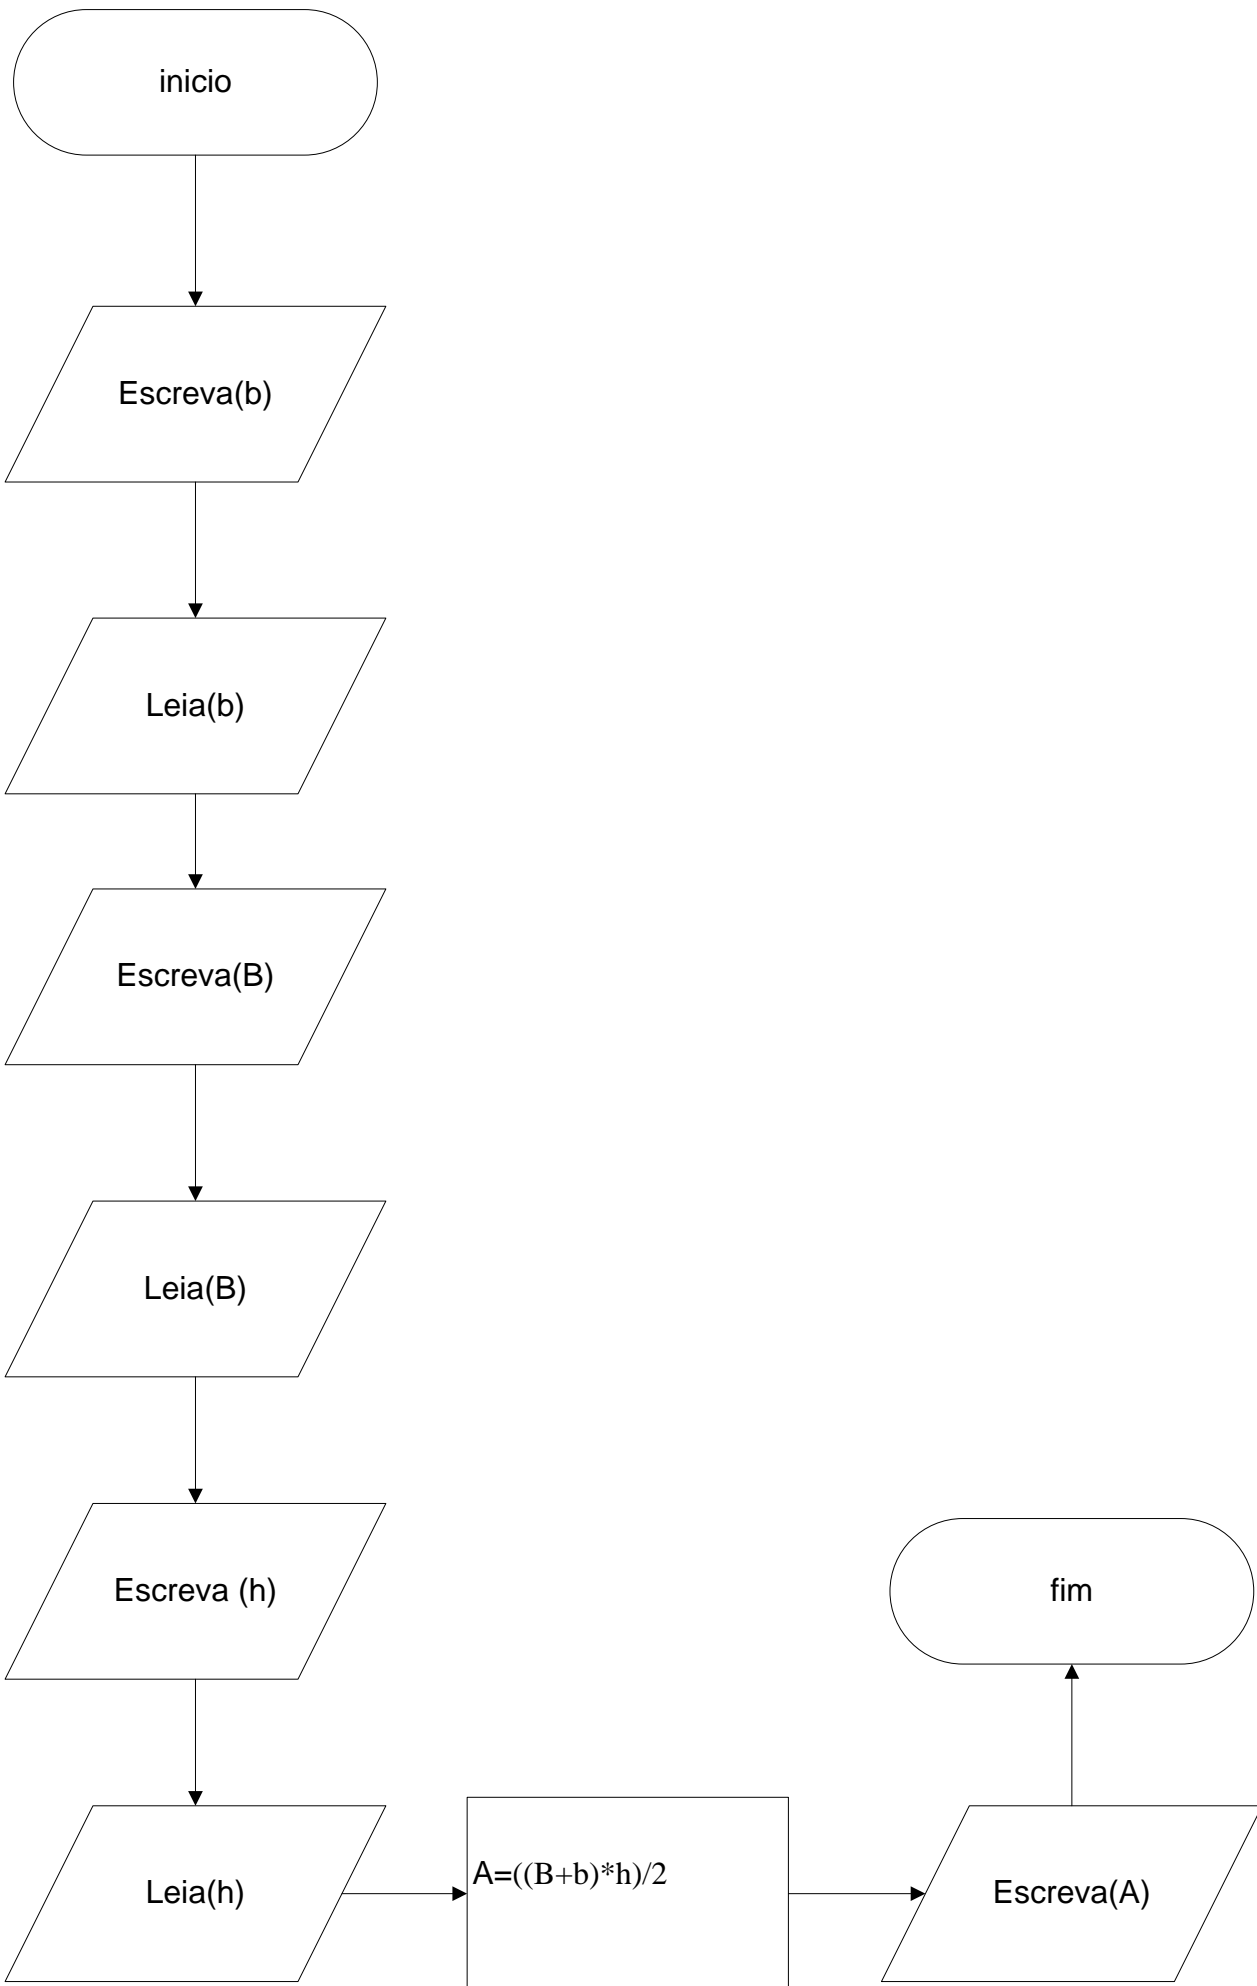 inicio
Escreva(b)
Leia(b)
Escreva(B)
Leia(B)
Escreva (h)
Leia(h)
A=((B+b)*h)/2
Escreva(A)
fim